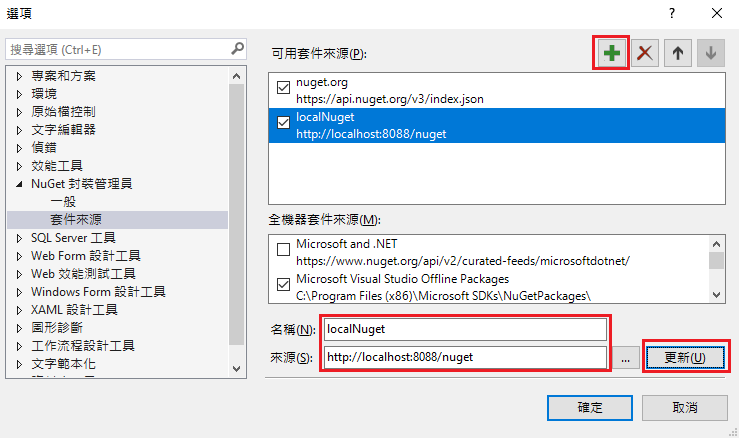 選項
?
搜尋選項 (Ctrl+E)
專案和方案
環境
原始檔控制
文字編輯器
偵錯
效能工具
NuGet 封裝管理員
一般
套件來源
SQL Server 工具
Web Form 設計工具
Web 效能測試工具
Windows Form 設計工具
XAML 設計工具
圖形診斷
工作流程設計工具
文字範本化
可用套件來源(P):
nuget.org
https://api.nuget.org/v3/index.json
localNuget
http://localhost:8088/nuget
全機器套件來源(M):
Microsoft and .NET
https://www.nuget.org/api/v2/curated-feeds/microsoftdotnet/
Microsoft Visual Studio Offline Packages
C:\Program Files (x86)\Microsoft SDKs\NuGetPackages\
名稱(N):
localNuget
來源(S):
http://localhost:8088/nuget
...
更新(U)
確定
取消